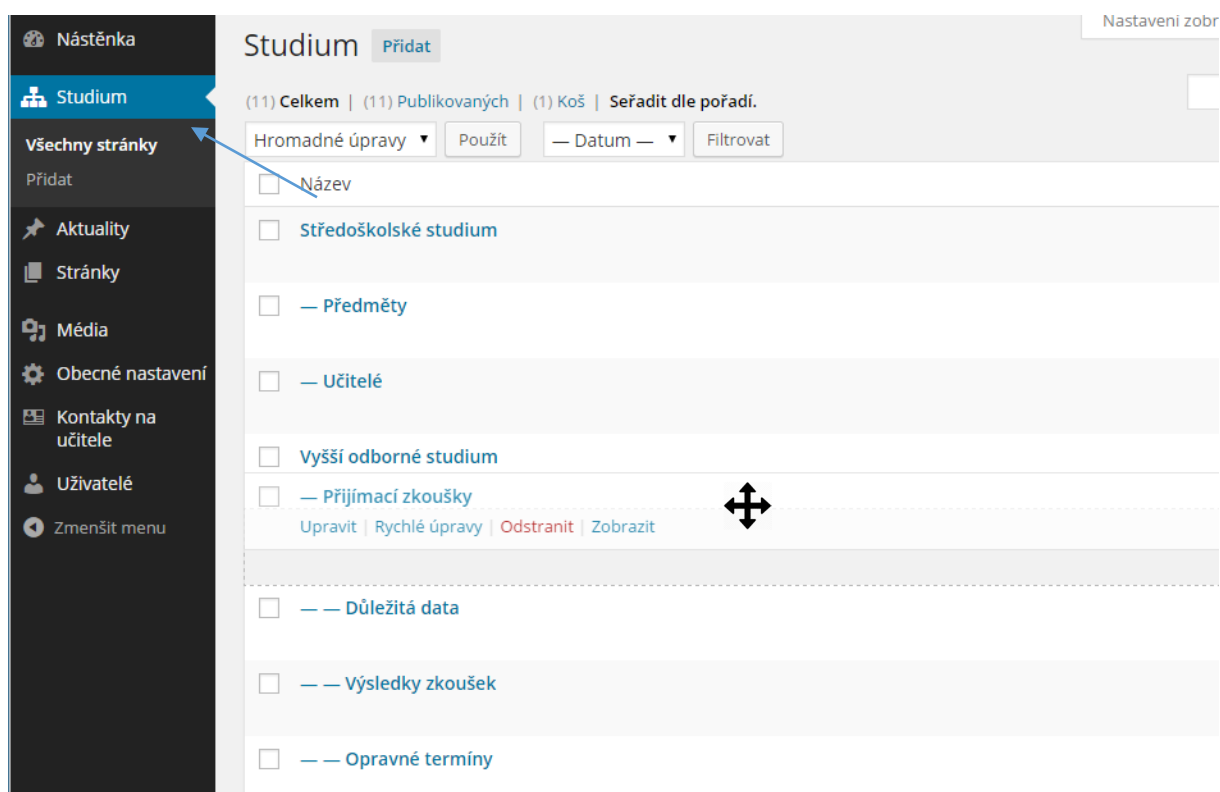 Nástěnka
Studium
Všechny stránky
Přidat
Aktuality
Stránky
Média
Obecné nastavení
Kontakty na
učitele
Uživatelé
Zmenšit menu
Nastavení zobr
Studium Přidat
(11) Celkem | (11) Publikovaných | (1) Koš | Seřadit dle pořadí.
Hromadné úpravy Použít — Datum — Filtrovat
Název
Středoškolské studium
— Předměty
— Učitelé
Vyšší odborné studium
— Přijímací zkoušky
Upravit | Rychlé úpravy | Odstranit | Zobrazit
— — Důležitá data
— — Výsledky zkoušek
— — Opravné termíny